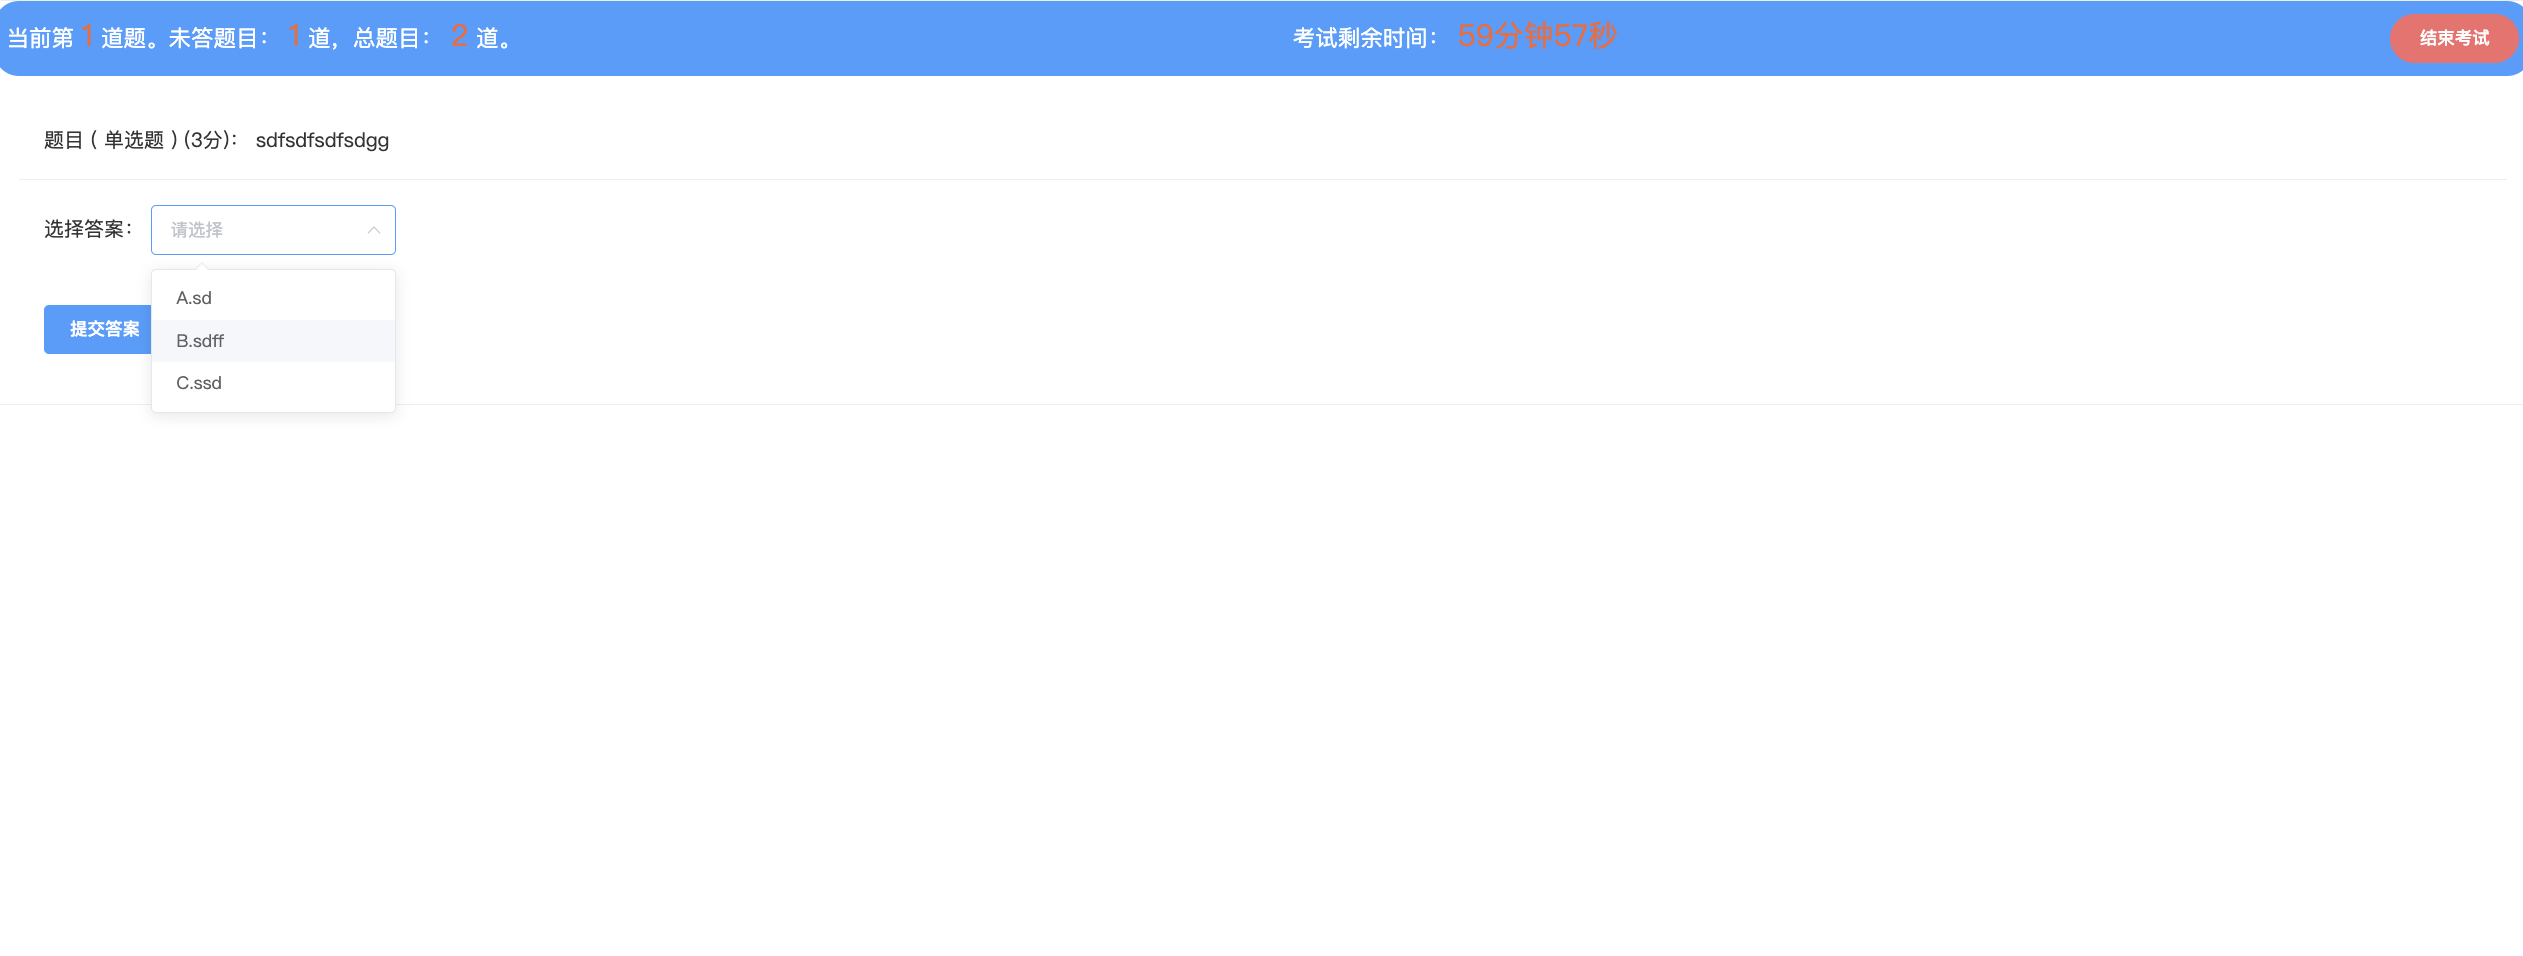 当前第 1 道题。未答题目： 1 道，总题目： 2 道。 考试剩余时间： 59分钟57秒 结束考试
题目（单选题）(3分)： sdfsdfsdfsdgg
选择答案： 请选择
A.sd
提交答案
B.sdff
C.ssd